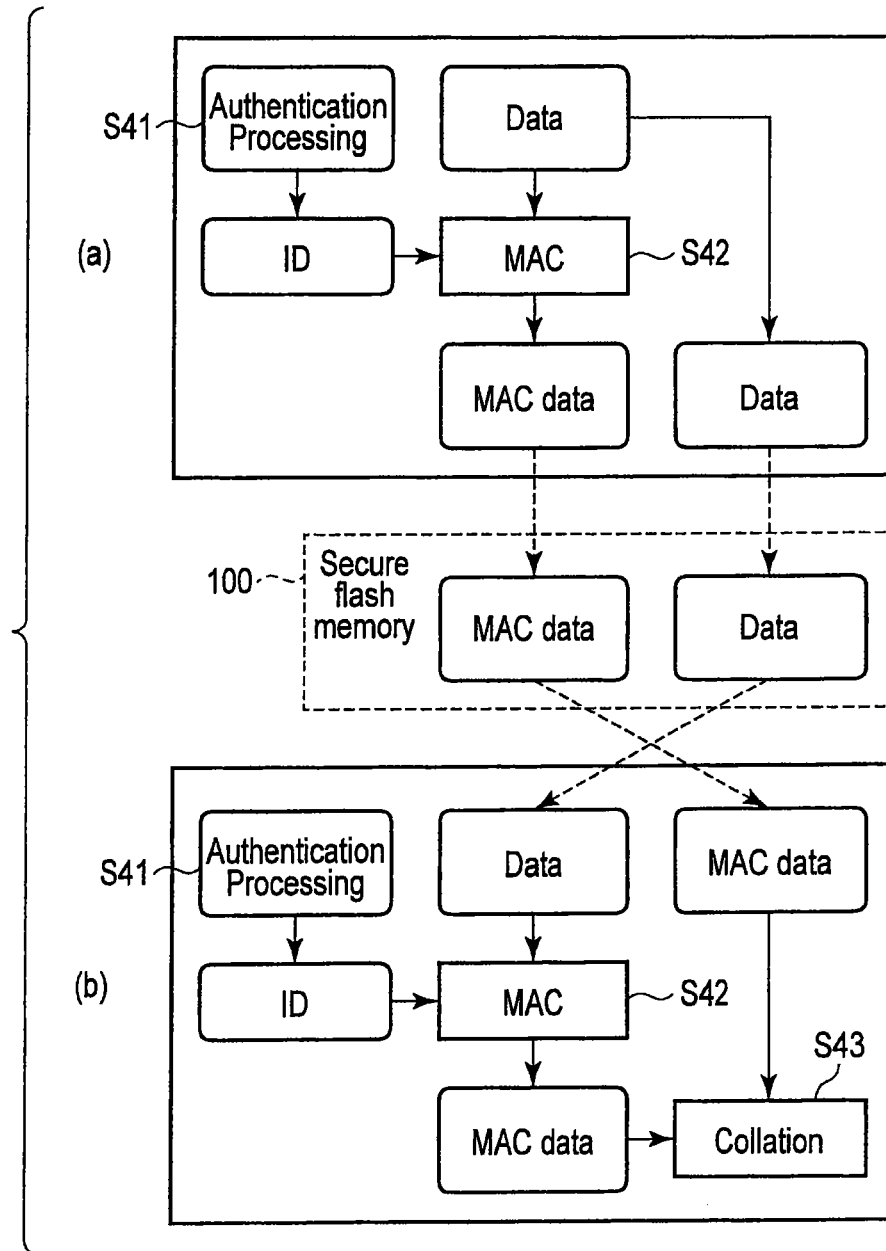 Authentication
Processing
S41
Data
(a)
ID
MAC
S42
MAC data
Data
100
Secure
flash
memory
MAC data
Data
Authentication
Processing
S41
Data
MAC data
(b)
ID
MAC
S42
S43
MAC data
Collation